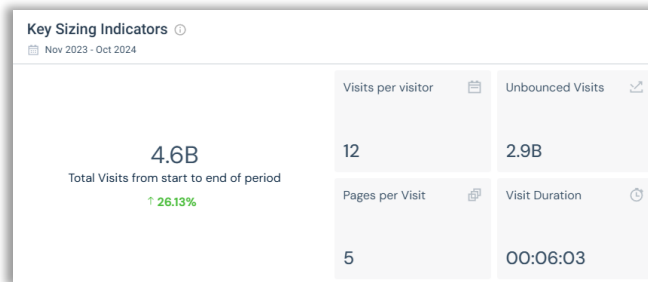 Key Sizing Indicators
Nov 2023 - Oct 2024
4.6B
Total Visits from start to end of period
↑ 26.13%
Visits per visitor
12
Unbounced Visits
2.9B
Pages per Visit
5
Visit Duration
00:06:03